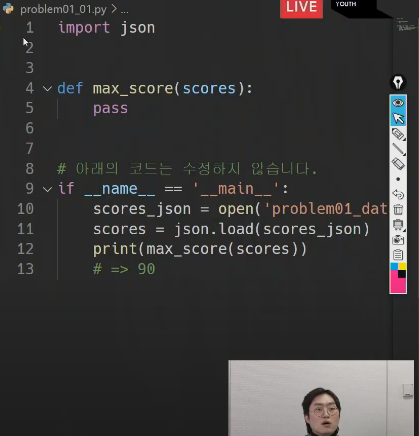 problem01_01.py > ...
LIVE
YOUTH
1 import json
2
3
4 def max_score(scores):
5 pass
6
7
8 # 아래의 코드는 수정하지 않습니다.
9 if __name__ == '__main__':
10 scores_json = open('problem01_dat
11 scores = json.load(scores_json)
12 print(max_score(scores))
13 # => 90